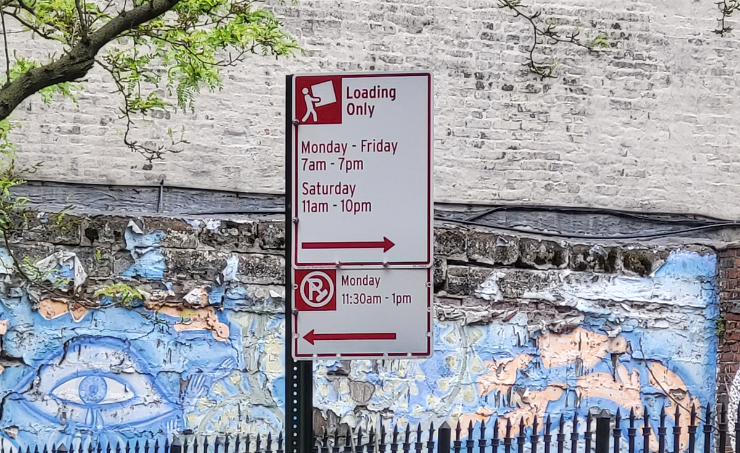 Loading
Only
Monday - Friday
7am - 7pm
Saturday
11am - 10pm
P
Monday
11:30am - 1pm